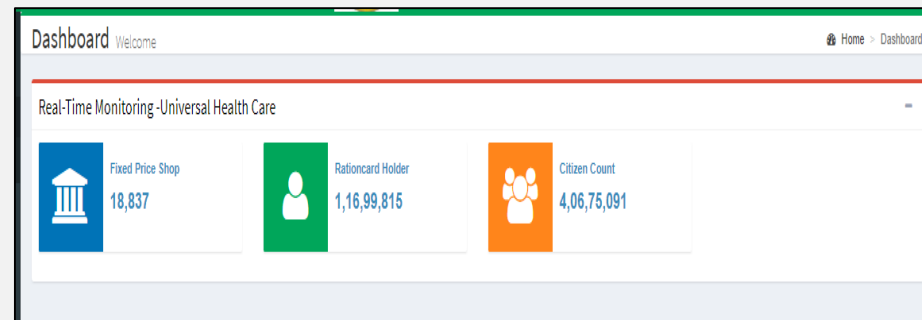 Dashboard Welcome
Home > Dashboard
Real-Time Monitoring -Universal Health Care
Fixed Price Shop
18,837
Rationcard Holder
1,16,99,815
Citizen Count
4,06,75,091